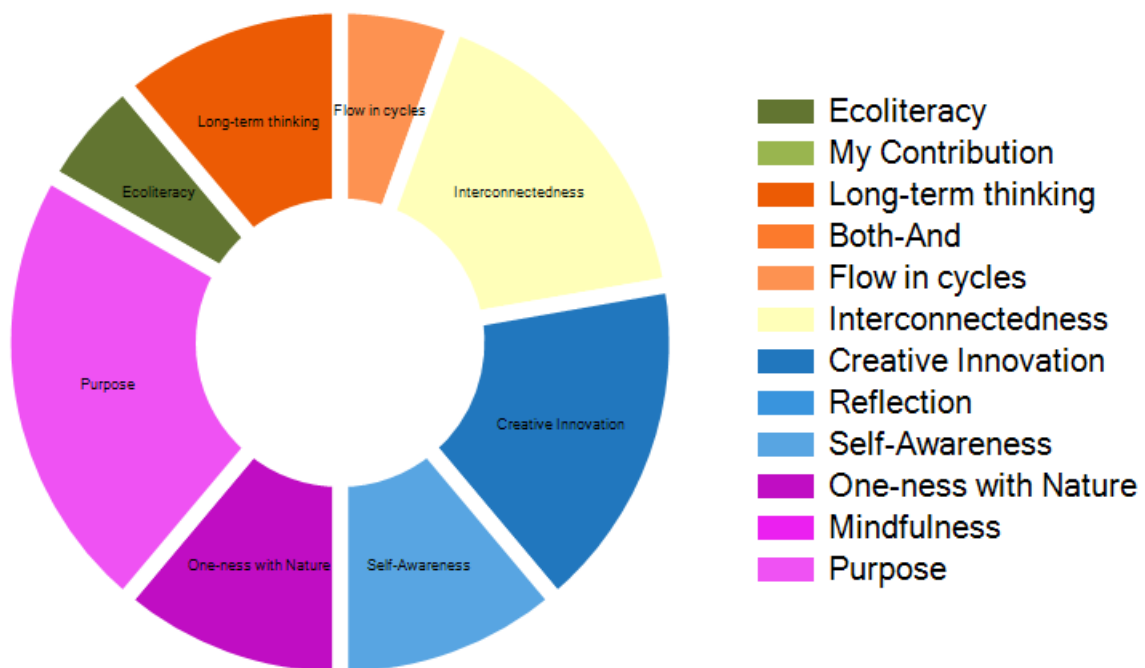 Long-term thinking
Flow in cycles
Ecoliteracy
Interconnectedness
Purpose
Creative Innovation
One-ness with Nature
Self-Awareness
Ecoliteracy
My Contribution
Long-term thinking
Both-And
Flow in cycles
Interconnectedness
Creative Innovation
Reflection
Self-Awareness
One-ness with Nature
Mindfulness
Purpose